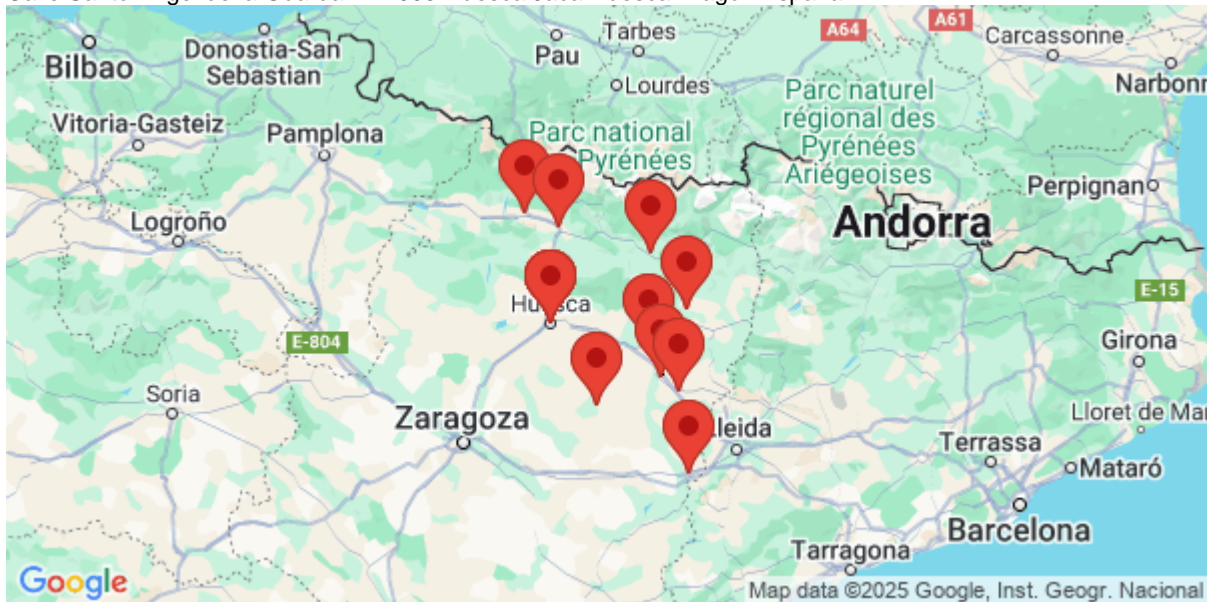 Tarbes
A64
A61
Carcassonne
Donostia-San
Sebastian
Pau
Bilbao
Lourdes
Narbonn
Parc naturel
régional des
Pyrénées
Ariégeoises
Vitoria-Gasteiz
Pamplona
Parc national
Pyrénées
Perpignan
Logroño
Andorra
E-15
Huesca
E-804
Girona
Soria
Zaragoza
Lloret de Mar
Lleida
Terrassa
Mataró
Barcelona
Tarragona
Google
Map data ©2025 Google, Inst. Geogr. Nacional